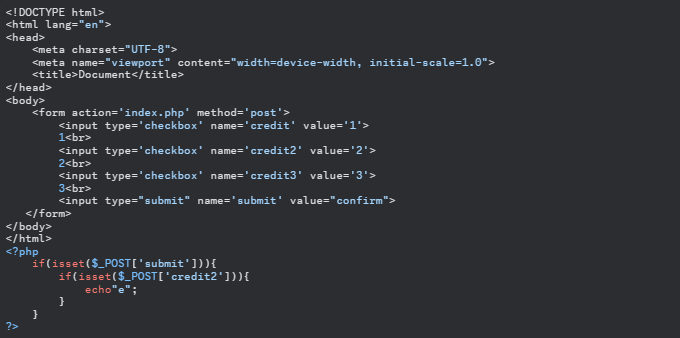 <!DOCTYPE html>
<html lang="en">
<head>
    <meta charset="UTF-8">
    <meta name="viewport" content="width=device-width, initial-scale=1.0">
    <title>Document</title>
</head>
<body>
    <form action='index.php' method='post'>
        <input type='checkbox' name='credit' value='1'>
        1<br>
        <input type='checkbox' name='credit2' value='2'>
        2<br>
        <input type='checkbox' name='credit3' value='3'>
        3<br>
        <input type="submit" name='submit' value="confirm">
   </form>
</body>
</html>
<?php
    if(isset($_POST['submit'])){
        if(isset($_POST['credit2'])){
            echo"e";
        }
    }
?>